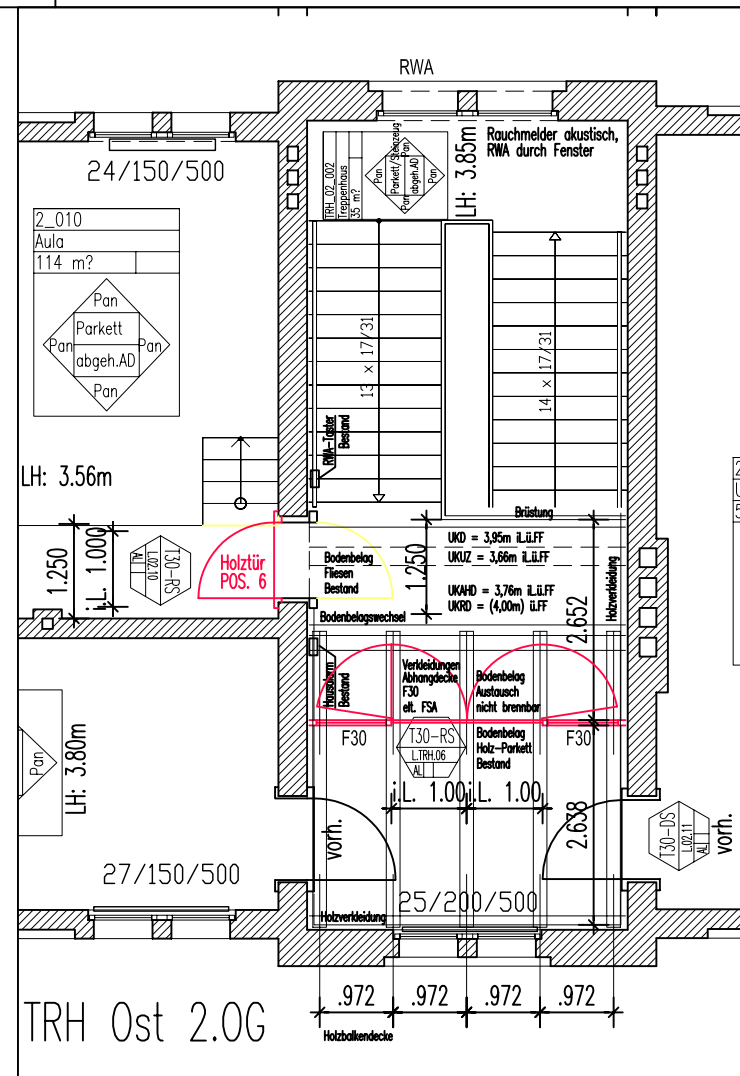 RWA
24/150/500
TRH_02_002
Treppenhaus
35 m?
Pan
Parkett/Steinzeug
abgeh.AD
Pan
Pan
Pan
LH: 3.85m
Rauchmelder akustisch,
RWA durch Fenster
2_010
Aula
114 m?
Pan
Parkett
Pan
abgeh.AD
Pan
Pan
13 x 17/31
14 x 17/31
RWA-Taster
Bestand
LH: 3.56m
Brüstung
1.250
i.L. 1.000
T30-RS
L.02.10
AL
Holztür
POS. 6
Bodenbelag
Fliesen
Bestand
1.250
UKD = 3,95m i.L.ü.FF
UKUZ = 3,66m i.L.ü.FF
UKAHD = 3,76m i.L.ü.FF
UKRD = (4,00m) ü.FF
2.652
Holzverkleidung
Bodenbelagswechsel
Hausalarm
Bestand
Verkleidungen
Abhangdecke
F30
elt. FSA
Bodenbelag
Austausch
nicht brennbar
F30
T30-RS
L.TRH.06
AL
Bodenbelag
Holz-Parkett
Bestand
F30
Pan
LH: 3.80m
i.L. 1.00
i.L. 1.00
2.638
vorh.
T30-DS
L.02.11
AL
vorh.
27/150/500
25/200/500
Holzverkleidung
.972
.972
.972
.972
TRH Ost 2.OG
Holzbalkendecke